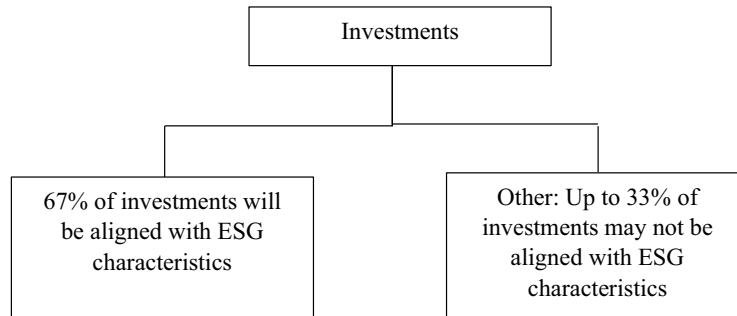 Investments
67% of investments will
be aligned with ESG
characteristics
Other: Up to 33% of
investments may not be
aligned with ESG
characteristics